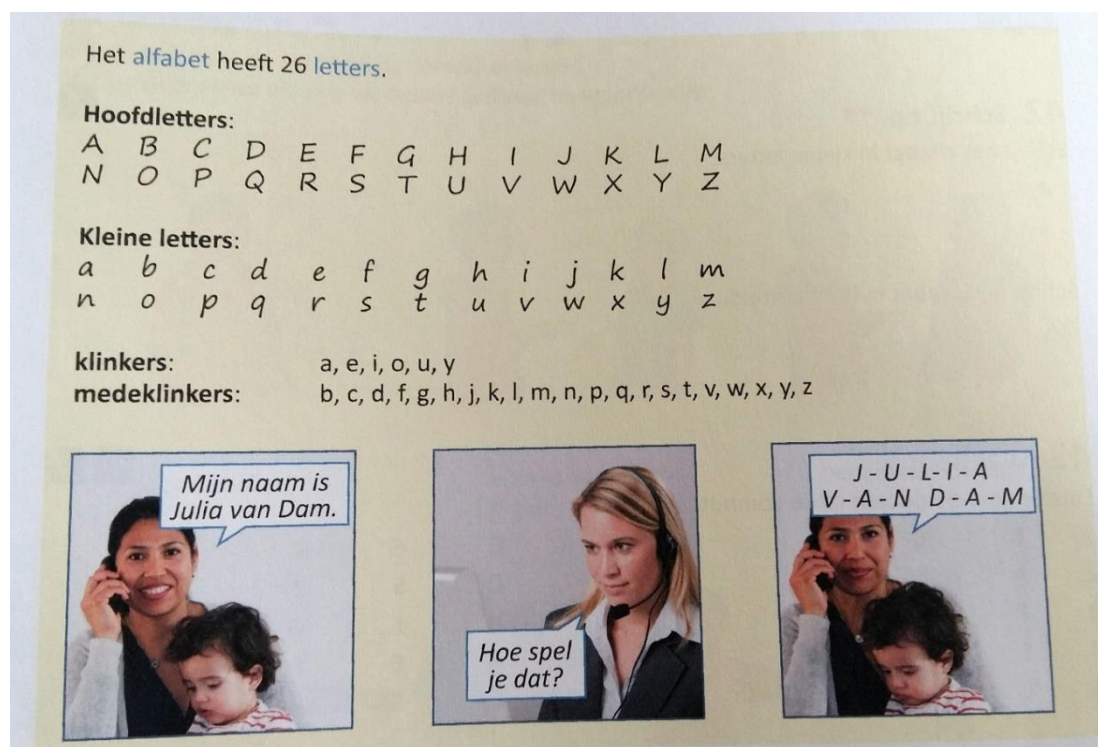 Het alfabet heeft 26 letters.
Hoofdletters:
A B C D E F G H I J K L M
N O P Q R S T U V W X Y Z
Kleine letters:
a b c d e f g h i j k l m
n o p q r s t u v w x y z
klinkers: a, e, i, o, u, y
medeklinkers: b, c, d, f, g, h, j, k, l, m, n, p, q, r, s, t, v, w, x, y, z
Mijn naam is
Julia van Dam.
Hoe spel
je dat?
J - U - L - I - A
V - A - N D - A - M